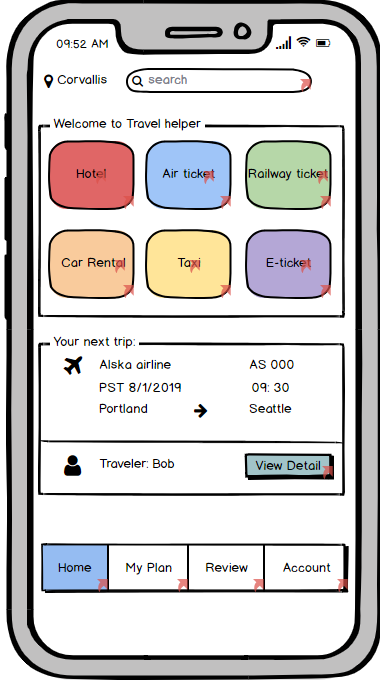 09:52 AM
Corvallis
search
Welcome to Travel helper
Hotel
Air ticket
Railway ticket
Car Rental
Taxi
E-ticket
Your next trip:
Alska airline AS 000
PST 8/1/2019 09: 30
Portland Seattle
Traveler: Bob
View Detail
Home
My Plan
Review
Account